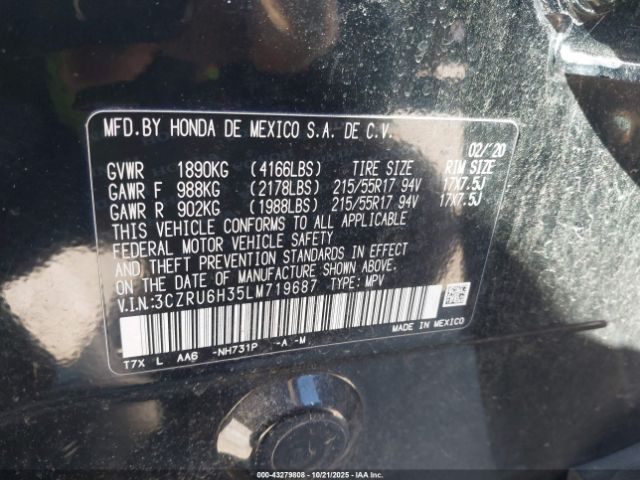 MFD.BY HONDA DE MEXICO S.A. DE C.V.
02/'20
GVWR 1890KG (4166LBS) TIRE SIZE RIM SIZE
GAWR F 988KG (2178LBS) 215/55R17 94V 17X7.5J
GAWR R 902KG (1988LBS) 215/55R17 94V 17X7.5J
THIS VEHICLE CONFORMS TO ALL APPLICABLE
FEDERAL MOTOR VEHICLE SAFETY
AND THEFT PREVENTION STANDARDS IN EFFECT
ON THE DATE OF MANUFACTURE SHOWN ABOVE.
V.I.N.:3CZRU6H35LM719687 TYPE: MPV
T7X L AA6 -NH731P -A -M MADE IN MEXICO
©COPART 00000 - 43279808 - 10/21/2025 - IAA Inc.